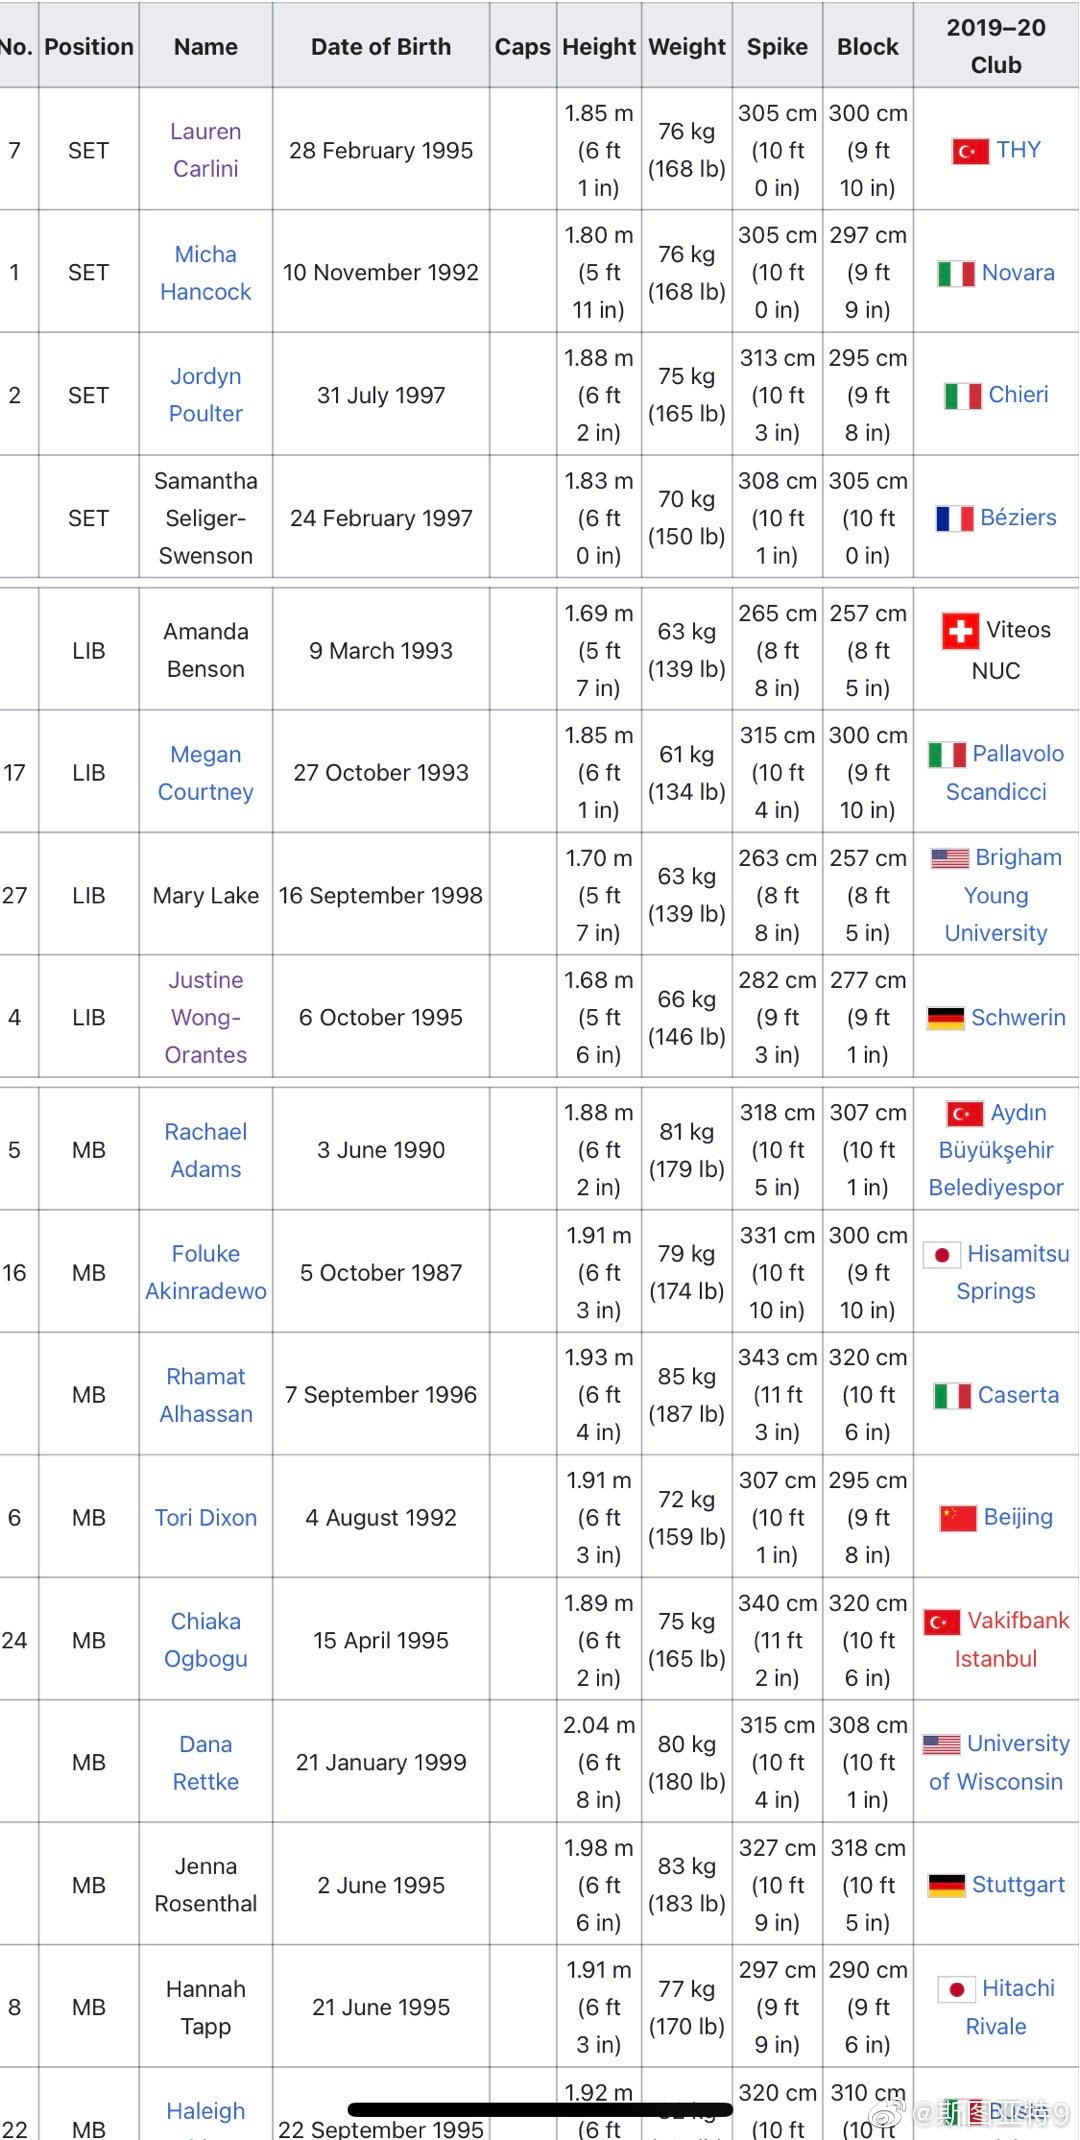 No. Position Name Date of Birth Caps Height Weight Spike Block 2019–20
Club
7 SET Lauren
Carlini 28 February 1995 1.85 m
(6 ft
1 in) 76 kg
(168 lb) 305 cm
(10 ft
0 in) 300 cm
(9 ft
10 in) THY
1 SET Micha
Hancock 10 November 1992 1.80 m
(5 ft
11 in) 76 kg
(168 lb) 305 cm
(10 ft
0 in) 297 cm
(9 ft
9 in) Novara
2 SET Jordyn
Poulter 31 July 1997 1.88 m
(6 ft
2 in) 75 kg
(165 lb) 313 cm
(10 ft
3 in) 295 cm
(9 ft
8 in) Chieri
SET Samantha
Seliger-
Swenson 24 February 1997 1.83 m
(6 ft
0 in) 70 kg
(150 lb) 308 cm
(10 ft
1 in) 305 cm
(10 ft
0 in) Béziers
LIB Amanda
Benson 9 March 1993 1.69 m
(5 ft
7 in) 63 kg
(139 lb) 265 cm
(8 ft
8 in) 257 cm
(8 ft
5 in) Viteos
NUC
17 LIB Megan
Courtney 27 October 1993 1.85 m
(6 ft
1 in) 61 kg
(134 lb) 315 cm
(10 ft
4 in) 300 cm
(9 ft
10 in) Pallavolo
Scandicci
27 LIB Mary Lake 16 September 1998 1.70 m
(5 ft
7 in) 63 kg
(139 lb) 263 cm
(8 ft
8 in) 257 cm
(8 ft
5 in) Brigham
Young
University
4 LIB Justine
Wong-
Orantes 6 October 1995 1.68 m
(5 ft
6 in) 66 kg
(146 lb) 282 cm
(9 ft
3 in) 277 cm
(9 ft
1 in) Schwerin
5 MB Rachael
Adams 3 June 1990 1.88 m
(6 ft
2 in) 81 kg
(179 lb) 318 cm
(10 ft
5 in) 307 cm
(10 ft
1 in) Aydın
Büyükşehir
Belediyespor
16 MB Foluke
Akinradewo 5 October 1987 1.91 m
(6 ft
3 in) 79 kg
(174 lb) 331 cm
(10 ft
10 in) 300 cm
(9 ft
10 in) Hisamitsu
Springs
MB Rhamat
Alhassan 7 September 1996 1.93 m
(6 ft
4 in) 85 kg
(187 lb) 343 cm
(11 ft
3 in) 320 cm
(10 ft
6 in) Caserta
6 MB Tori Dixon 4 August 1992 1.91 m
(6 ft
3 in) 72 kg
(159 lb) 307 cm
(10 ft
1 in) 295 cm
(9 ft
8 in) Beijing
24 MB Chiaka
Ogbogu 15 April 1995 1.89 m
(6 ft
2 in) 75 kg
(165 lb) 340 cm
(11 ft
2 in) 320 cm
(10 ft
6 in) Vakifbank
Istanbul
MB Dana
Rettke 21 January 1999 2.04 m
(6 ft
8 in) 80 kg
(180 lb) 315 cm
(10 ft
4 in) 308 cm
(10 ft
1 in) University
of Wisconsin
MB Jenna
Rosenthal 2 June 1995 1.98 m
(6 ft
6 in) 83 kg
(183 lb) 327 cm
(10 ft
9 in) 318 cm
(10 ft
5 in) Stuttgart
8 MB Hannah
Tapp 21 June 1995 1.91 m
(6 ft
3 in) 77 kg
(170 lb) 297 cm
(9 ft
9 in) 290 cm
(9 ft
6 in) Hitachi
Rivale
22 MB Haleigh
22 September 1995 1.92 m
(6 ft
320 cm
(10 ft
310 cm
(10 ft
Busto